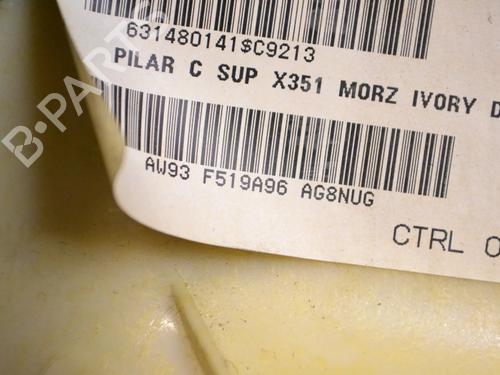 631480141$C9213
PILAR C SUP X351 MORZ IVORY D
AW93 F519A96 AG8NUG
CTRL
B-PARTS